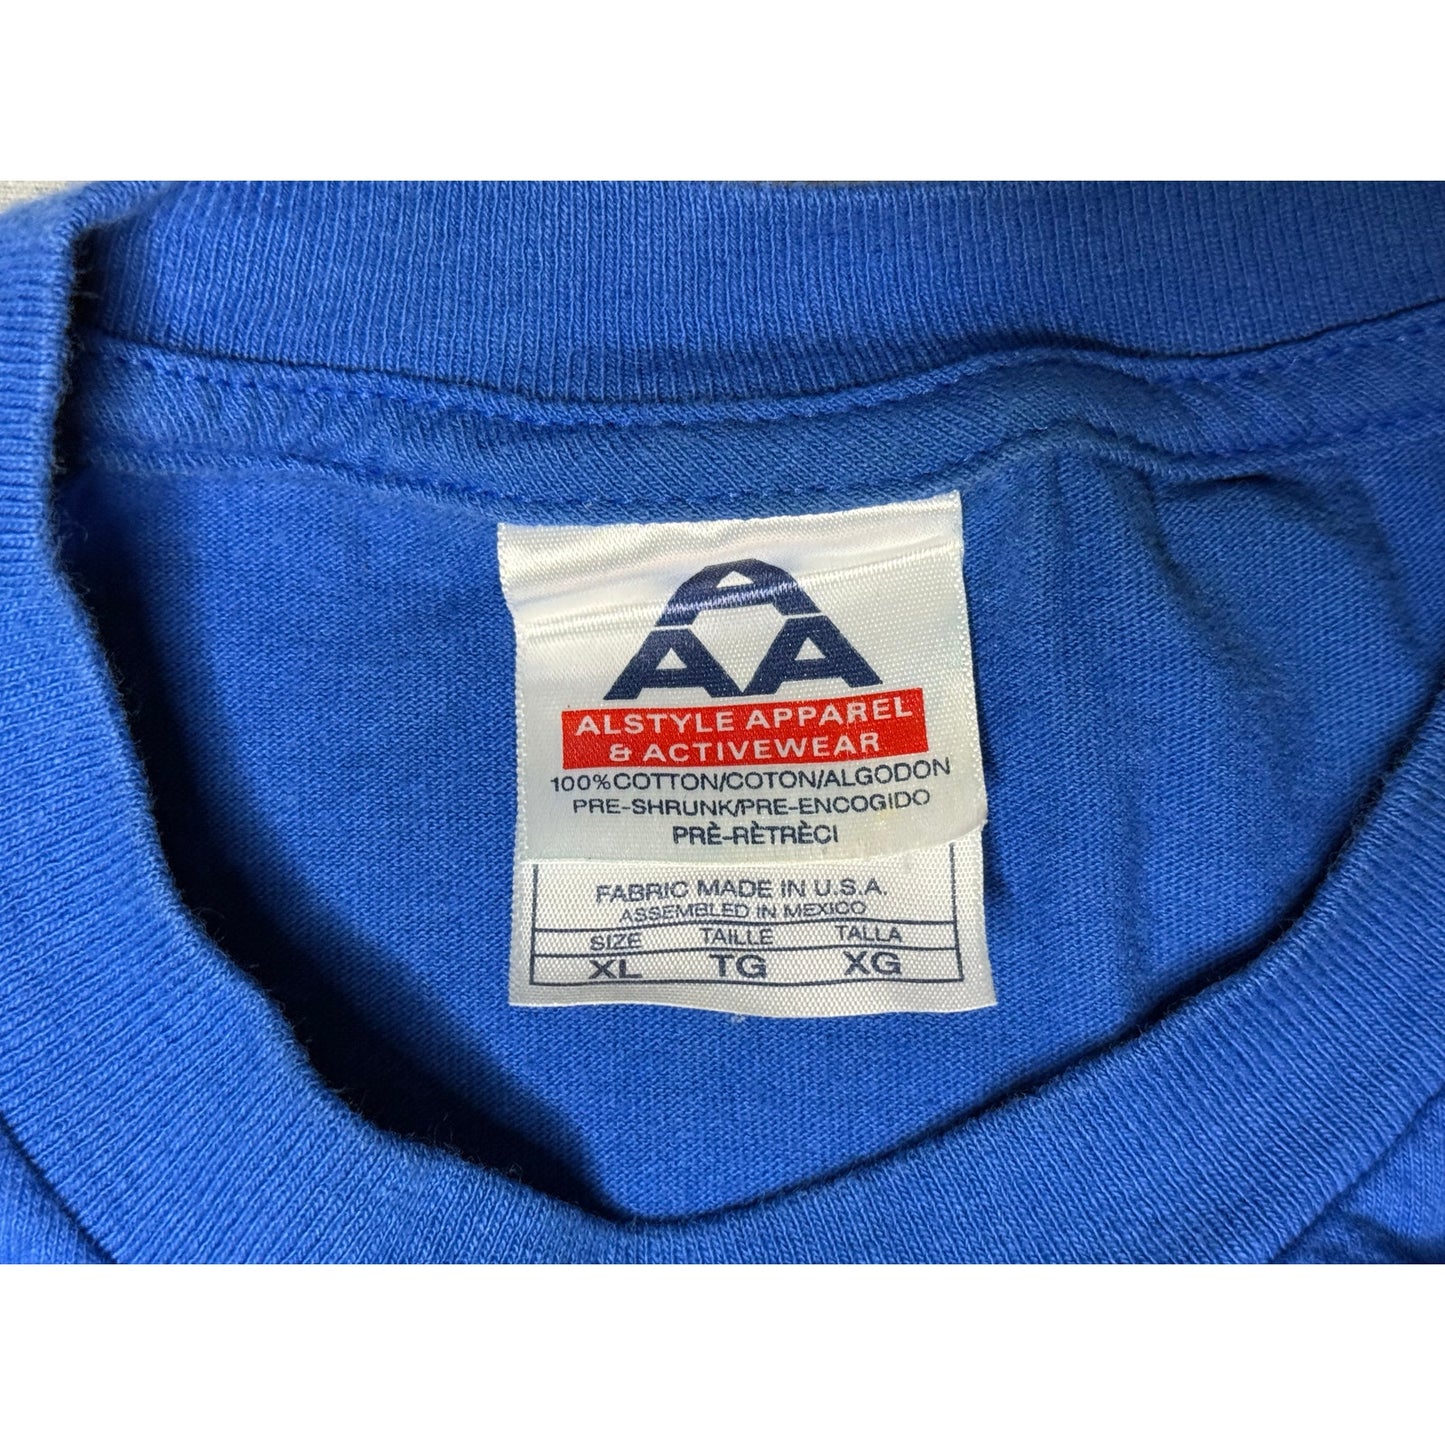 AAA
ALSTYLE APPAREL
& ACTIVEWEAR
100% COTTON/COTON/ALGODON
PRE-SHRUNK/PRE-ENCOGIDO
PRÈ-RÈTRÈCI
FABRIC MADE IN U.S.A.
ASSEMBLED IN MEXICO
SIZE TAILLE TALLA
XL TG XG